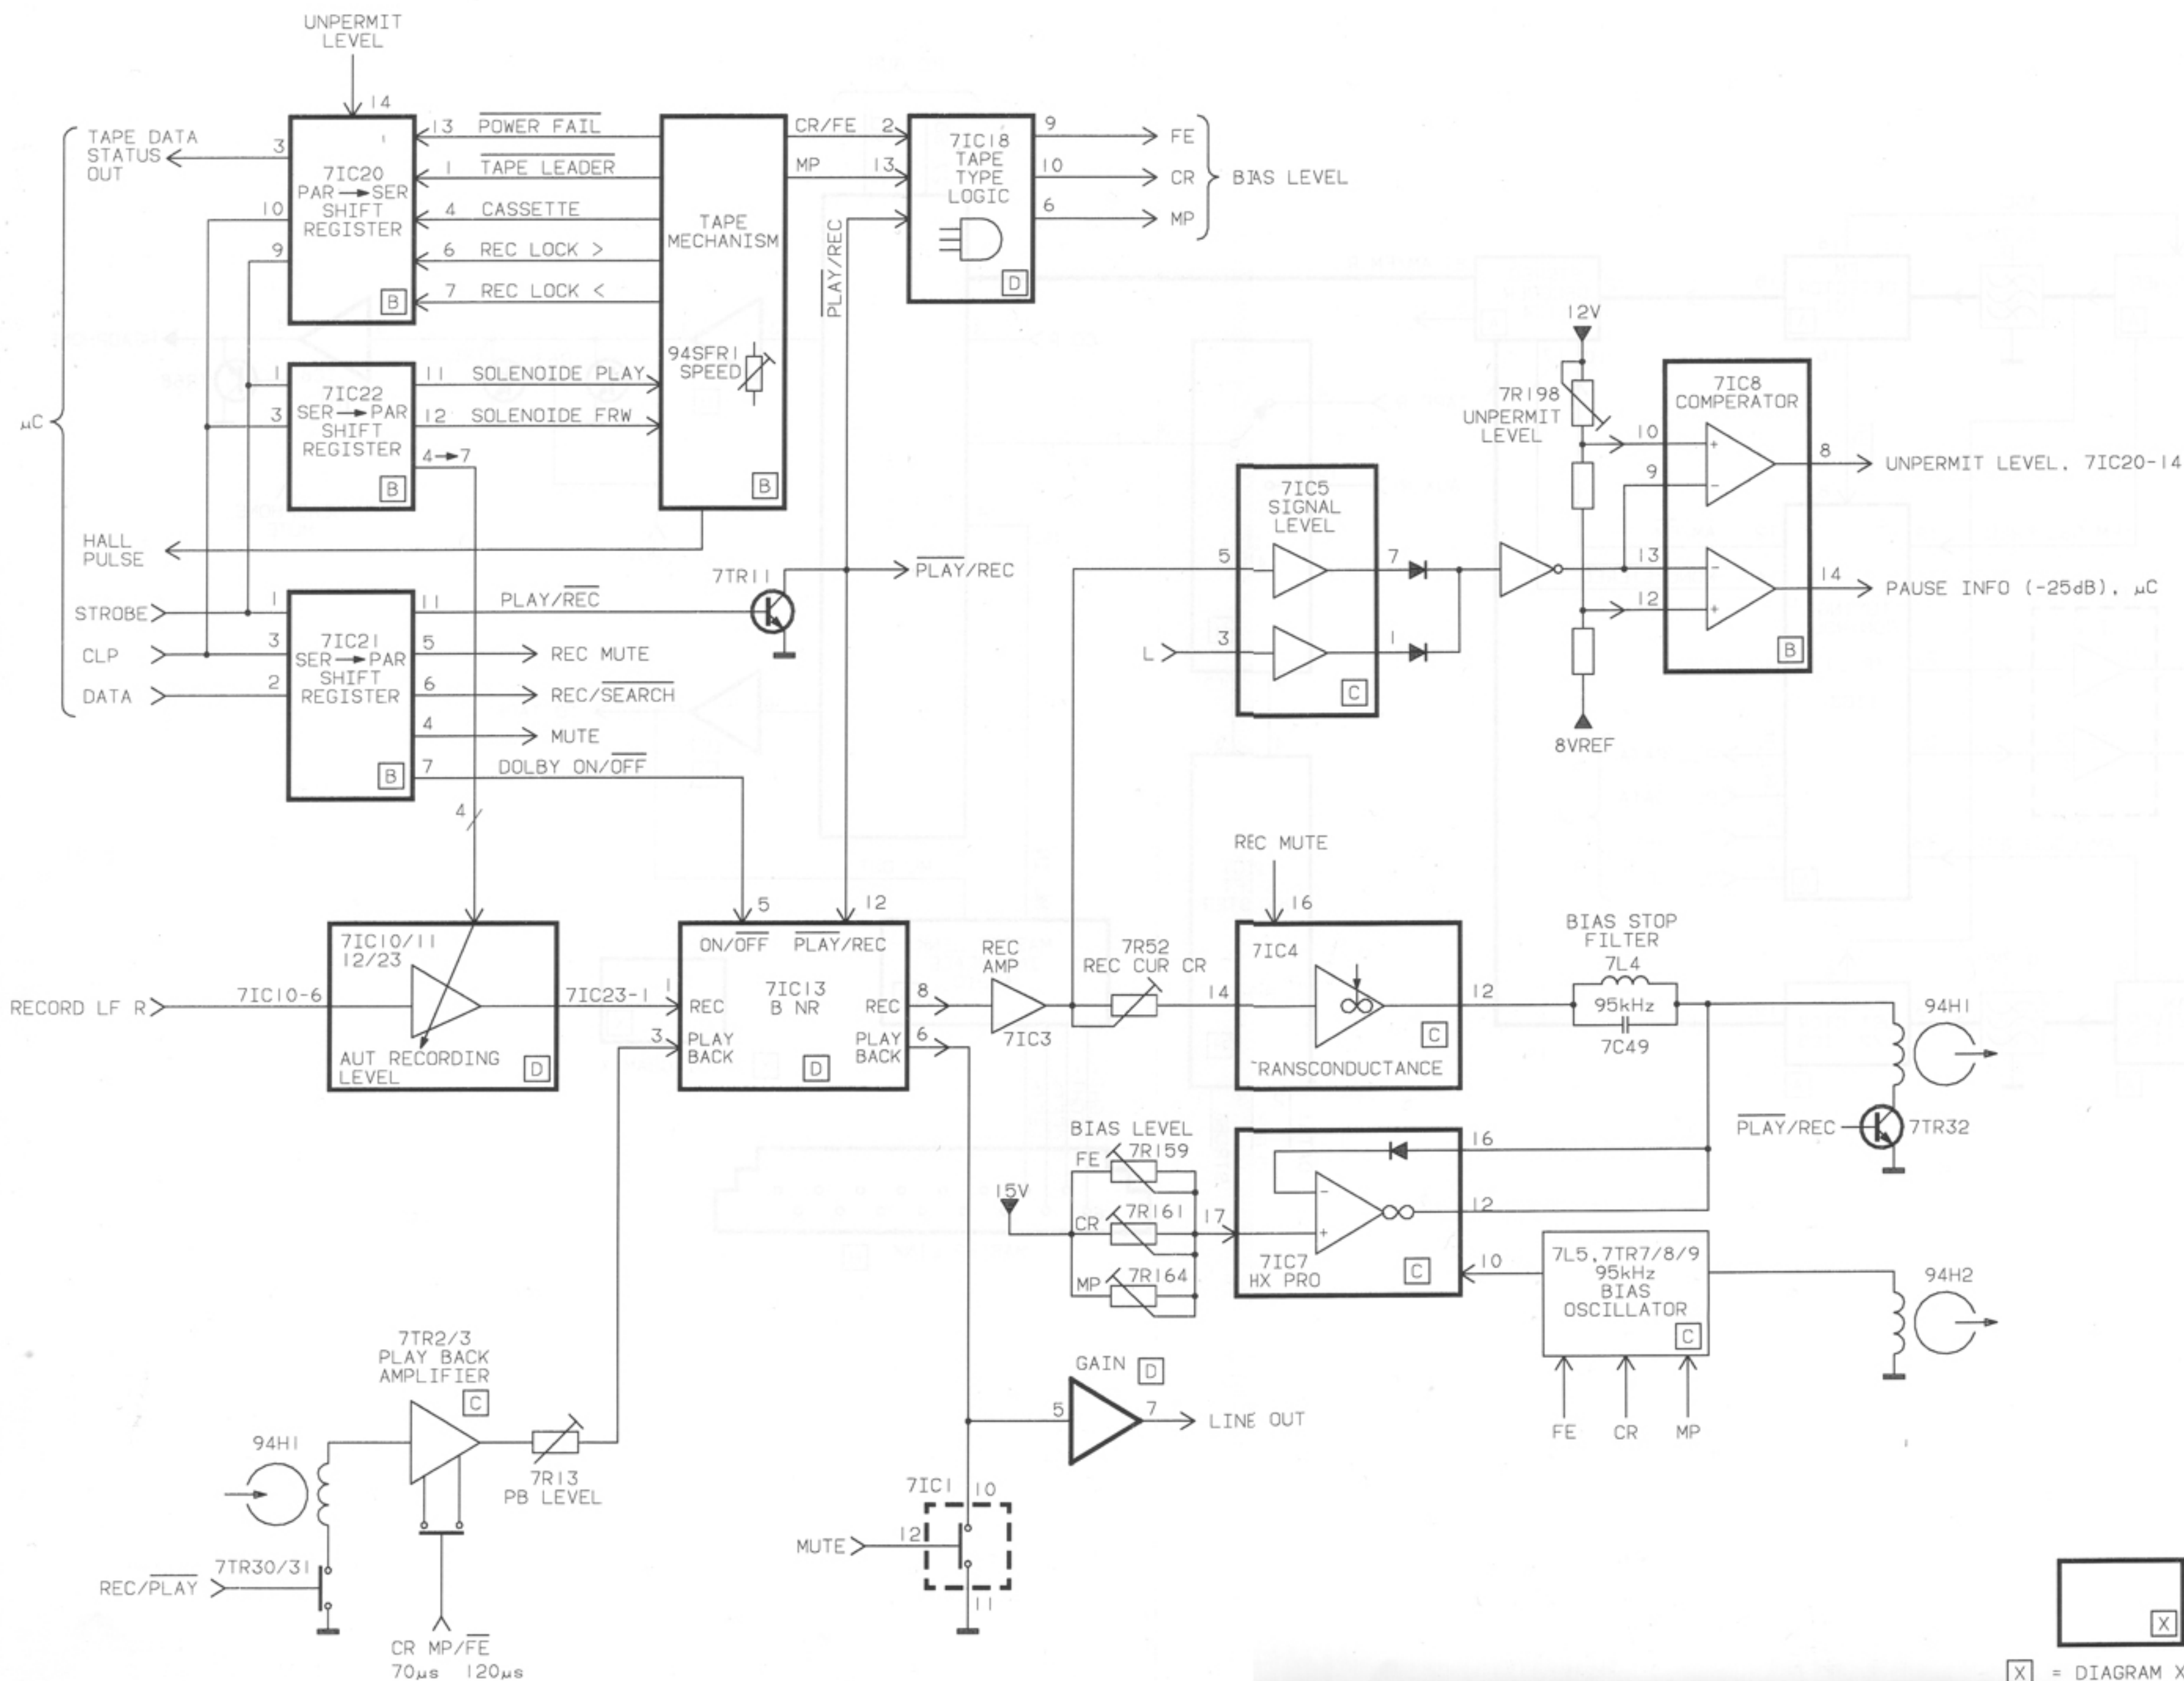 UNPERMIT
LEVEL
14
TAPE DATA
STATUS
OUT
3
10
9
7IC20
PAR → SER
SHIFT
REGISTER
B
13 POWER FAIL
1 TAPE LEADER
4 CASSETTE
6 REC LOCK >
7 REC LOCK <
TAPE
MECHANISM
94SFR1
SPEED
B
CR/FE 2
MP 13
PLAY/REC
7IC18
TAPE
TYPE
LOGIC
D
9 FE
10 CR
6 MP
BIAS LEVEL
µC
1
3
7IC22
SER → PAR
SHIFT
REGISTER
B
11 SOLENOIDE PLAY
12 SOLENOIDE FRW
4 → 7
HALL
PULSE
STROBE
CLP
DATA
1
3
2
7IC21
SER → PAR
SHIFT
REGISTER
B
11 PLAY/REC
7TR11
PLAY/REC
5 REC MUTE
6 REC/SEARCH
4 MUTE
7 DOLBY ON/OFF
4
12V
7R198
UNPERMIT
LEVEL
8VREF
7IC5
SIGNAL
LEVEL
C
5
L 3
7
1
7IC8
COMPERATOR
10
+
9
-
13
-
12
+
B
8 UNPERMIT LEVEL, 7IC20-14
14 PAUSE INFO (-25dB), µC
RECORD LF R
7IC10-6
7IC10/11
12/23
AUT RECORDING
LEVEL
D
7IC23-1
1
3
5
12
ON/OFF PLAY/REC
REC
7IC13
B NR
REC
PLAY
BACK
PLAY
BACK
D
8
6
REC
AMP
7IC3
7R52
REC CUR CR
REC MUTE
16
14
7IC4
C
TRANSCONDUCTANCE
12
BIAS STOP
FILTER
7L4
95kHz
7C49
94H1
PLAY/REC
7TR32
BIAS LEVEL
FE 7R159
15V
CR 7R161
MP 7R164
17
-
+
7IC7
HX PRO
C
16
12
10
7L5,7TR7/8/9
95kHz
BIAS
OSCILLATOR
C
FE CR MP
94H2
7TR2/3
PLAY BACK
AMPLIFIER
C
94H1
7R13
PB LEVEL
7TR30/31
REC/PLAY
CR MP/FE
70µs 120µs
GAIN D
5
7 LINE OUT
7IC1
10
MUTE
12
11
X
X = DIAGRAM X